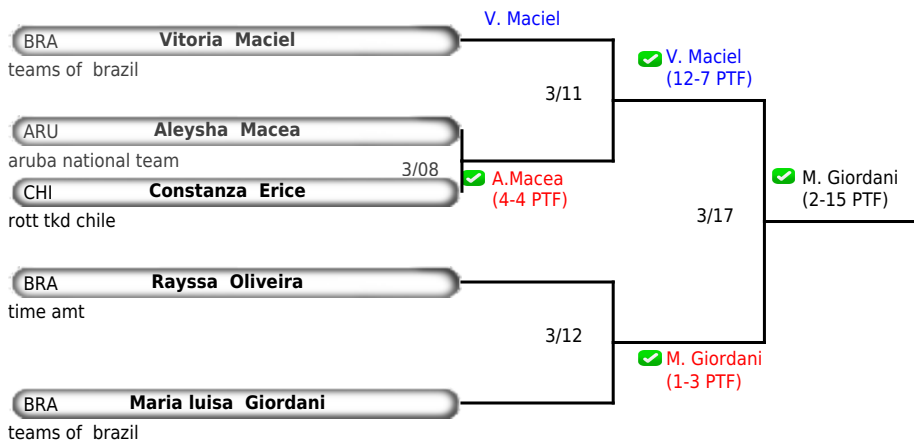 V. Maciel
BRA Vitoria Maciel
teams of brazil
V. Maciel
(12-7 PTF)
3/11
ARU Aleysha Macea
aruba national team
3/08
A.Macea
(4-4 PTF)
CHI Constanza Erice
rott tkd chile
M. Giordani
(2-15 PTF)
3/17
BRA Rayssa Oliveira
time amt
3/12
M. Giordani
(1-3 PTF)
BRA Maria luisa Giordani
teams of brazil